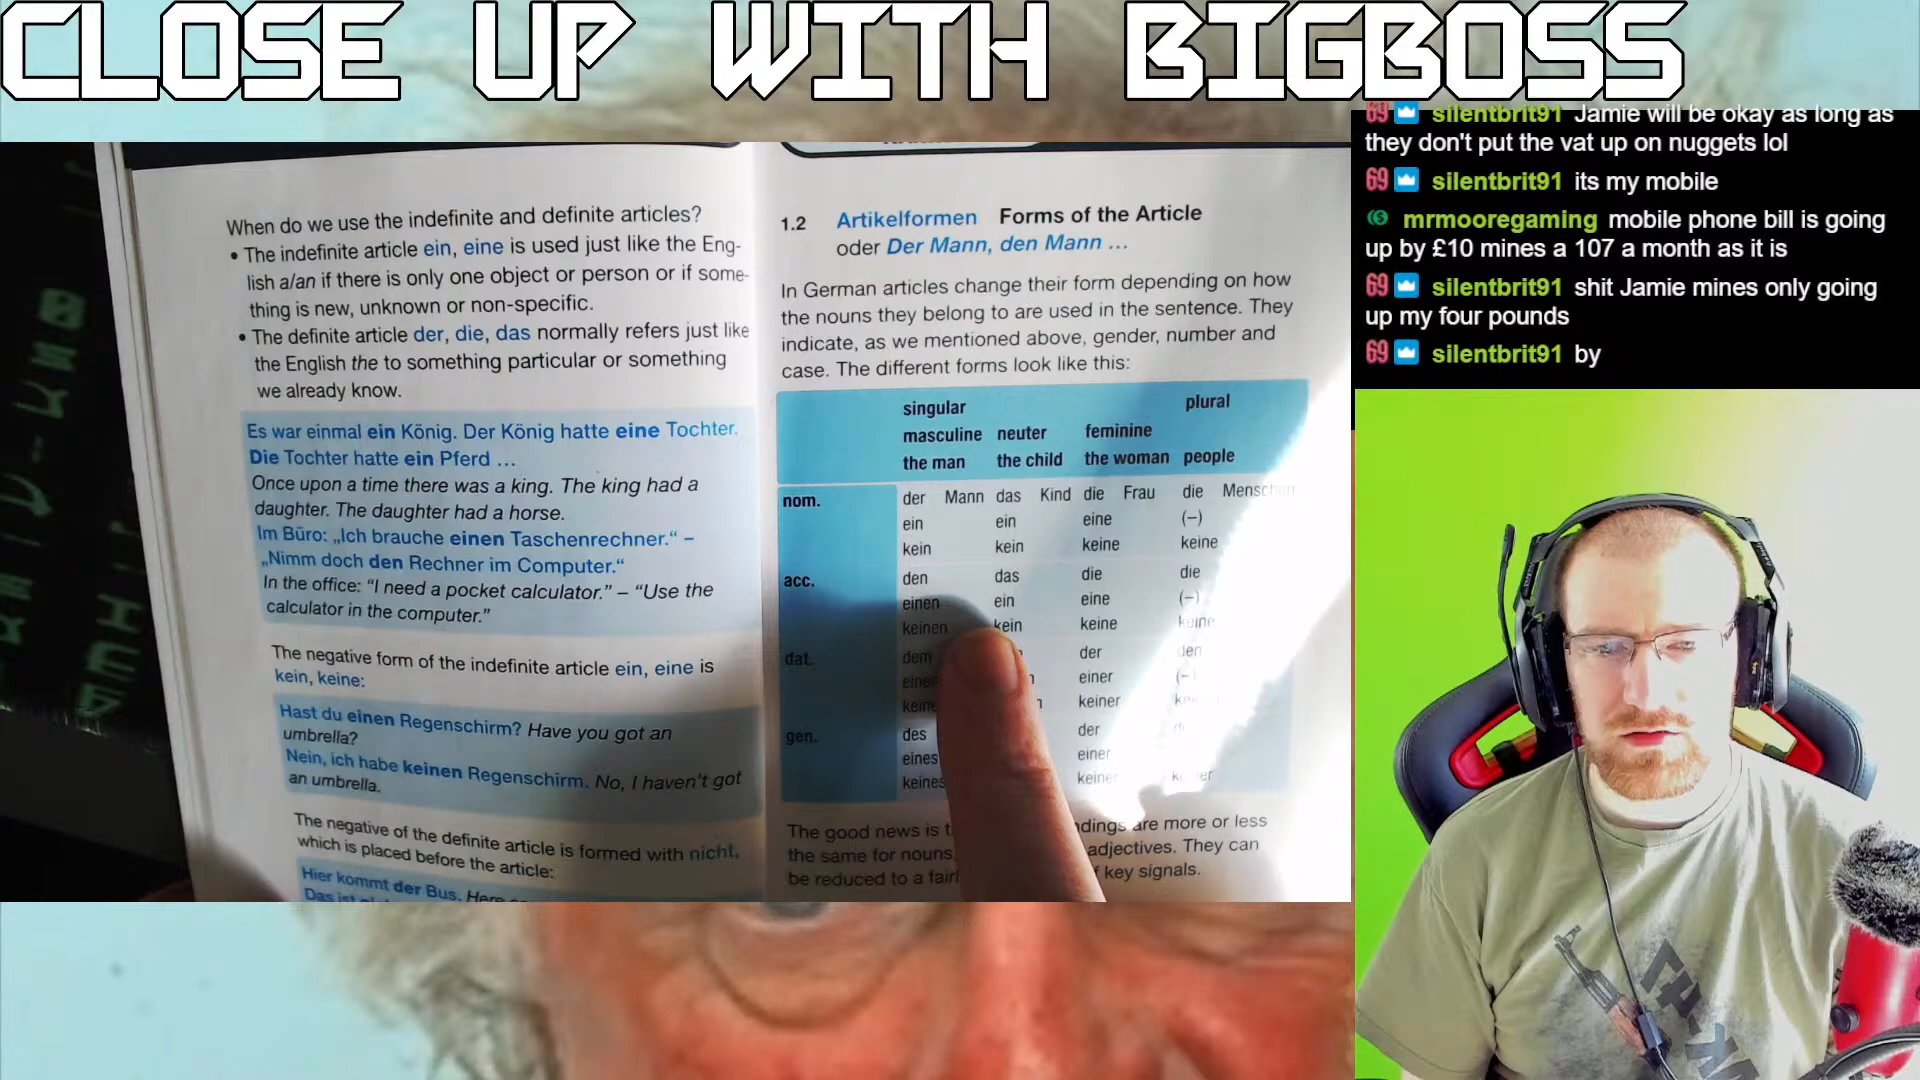 CLOSE UP WITH BIGBOSS
silentbrit91 Jamie will be okay as long as
they don't put the vat up on nuggets lol
silentbrit91 its my mobile
mrmooregaming mobile phone bill is going
up by £10 mines a 107 a month as it is
silentbrit91 shit Jamie mines only going
up my four pounds
silentbrit91 by
When do we use the indefinite and definite articles?
• The indefinite article ein, eine is used just like the Eng-
lish a/an if there is only one object or person or if some-
thing is new, unknown or non-specific.
• The definite article der, die, das normally refers just like
the English the to something particular or something
we already know.
Es war einmal ein König. Der König hatte eine Tochter.
Die Tochter hatte ein Pferd …
Once upon a time there was a king. The king had a
daughter. The daughter had a horse.
Im Büro: „Ich brauche einen Taschenrechner.“ –
„Nimm doch den Rechner im Computer.“
In the office: “I need a pocket calculator.” – “Use the
calculator in the computer.”
The negative form of the indefinite article ein, eine is
kein, keine:
Hast du einen Regenschirm? Have you got an
umbrella?
Nein, ich habe keinen Regenschirm. No, I haven't got
an umbrella.
The negative of the definite article is formed with nicht,
which is placed before the article:
Hier kommt der Bus.
1.2 Artikelformen Forms of the Article
oder Der Mann, den Mann …
In German articles change their form depending on how
the nouns they belong to are used in the sentence. They
indicate, as we mentioned above, gender, number and
case. The different forms look like this:
singular plural
masculine neuter feminine
the man the child the woman people
nom. der Mann das Kind die Frau die Menschen
ein ein eine (–)
kein kein keine keine
acc. den das die die
einen ein eine (–)
keinen kein keine keine
dat. dem der den
einer (–)
keiner
gen. des der
eines einer
keines keiner
The good news is are more or less
the same for nouns, adjectives. They can
be reduced to a key signals.